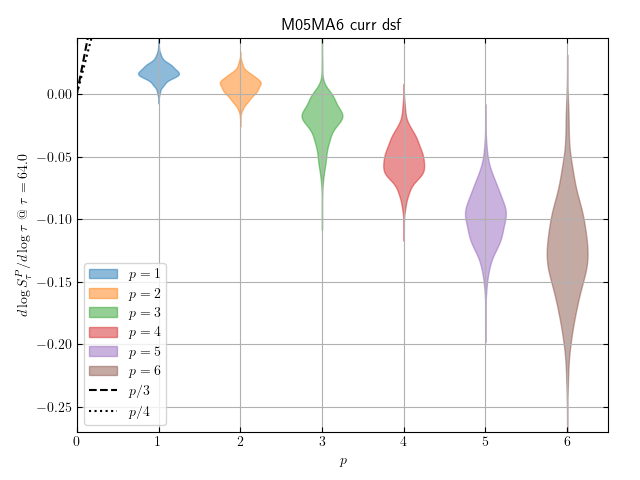 M05MA6 curr dsf
d log S_τ^P / d log τ @ τ = 64.0
0.00
−0.05
−0.10
−0.15
−0.20
−0.25
p = 1
p = 2
p = 3
p = 4
p = 5
p = 6
p/3
p/4
0 1 2 3 4 5 6
p